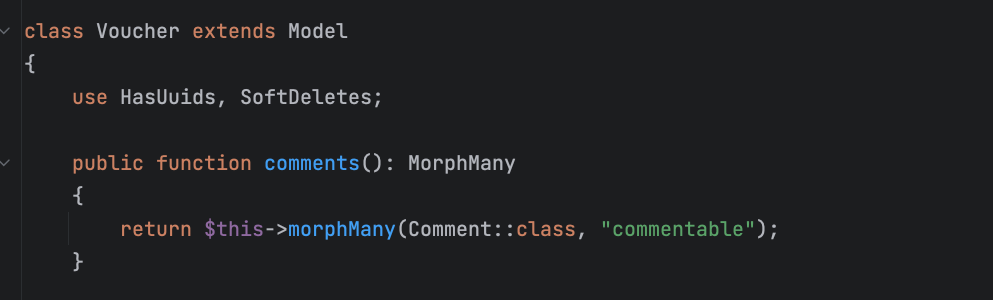 class Voucher extends Model
{
    use HasUuids, SoftDeletes;

    public function comments(): MorphMany
    {
        return $this->morphMany(Comment::class, "commentable");
    }